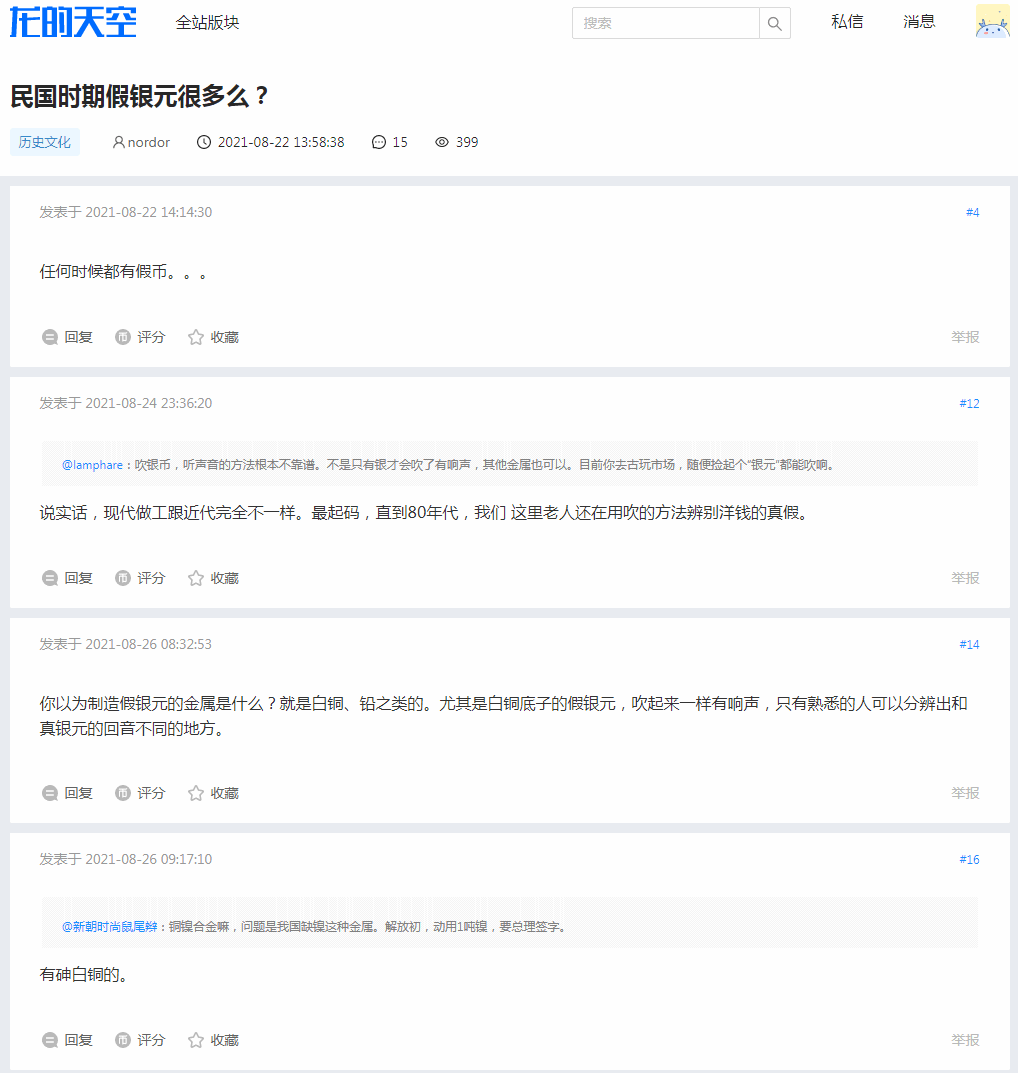 龙的天空 全站版块 搜索 私信 消息
民国时期假银元很多么？
历史文化 nordor 2021-08-22 13:58:38 15 399
发表于 2021-08-22 14:14:30 #4
任何时候都有假币。。。
回复 评分 收藏 举报
发表于 2021-08-24 23:36:20 #12
@lamphare：吹银币，听声音的方法根本不靠谱。不是只有银才会吹了有响声，其他金属也可以。目前你去古玩市场，随便捡起个“银元”都能吹响。
说实话，现代做工跟近代完全不一样。最起码，直到80年代，我们 这里老人还在用吹的方法辨别洋钱的真假。
回复 评分 收藏 举报
发表于 2021-08-26 08:32:53 #14
你以为制造假银元的金属是什么？就是白铜、铅之类的。尤其是白铜底子的假银元，吹起来一样有响声，只有熟悉的人可以分辨出和
真银元的回音不同的地方。
回复 评分 收藏 举报
发表于 2021-08-26 09:17:10 #16
@新朝时尚鼠尾辫：铜镍合金嘛，问题是我国缺镍这种金属。解放初，动用1吨镍，要总理签字。
有砷白铜的。
回复 评分 收藏 举报